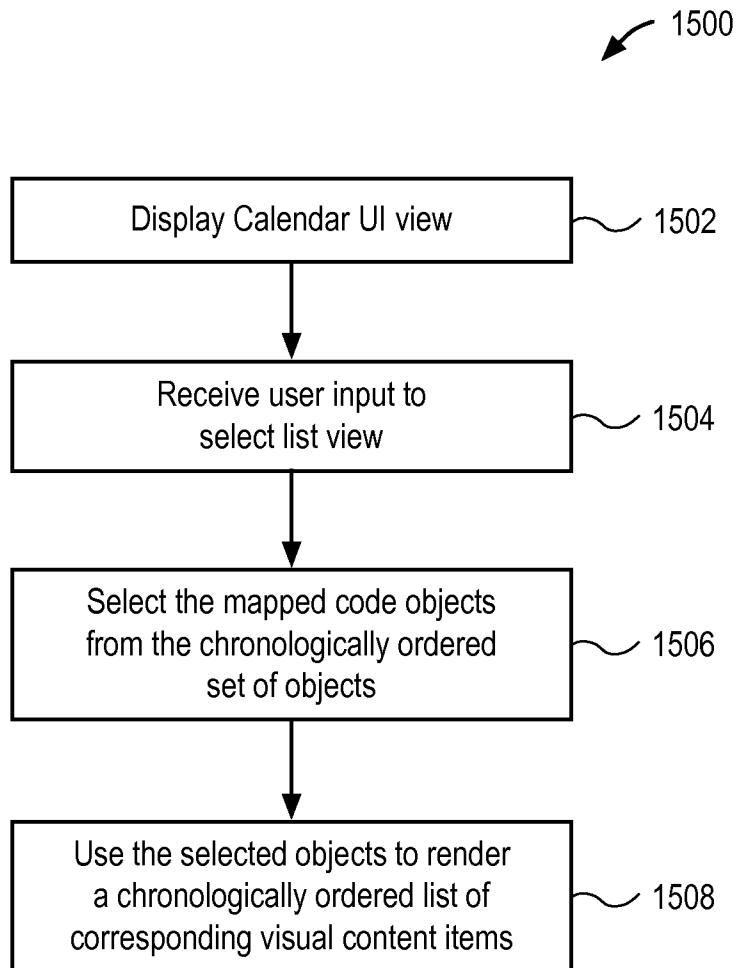 1500
Display Calendar UI view
1502
Receive user input to
select list view
1504
Select the mapped code objects
from the chronologically ordered
set of objects
1506
Use the selected objects to render
a chronologically ordered list of
corresponding visual content items
1508